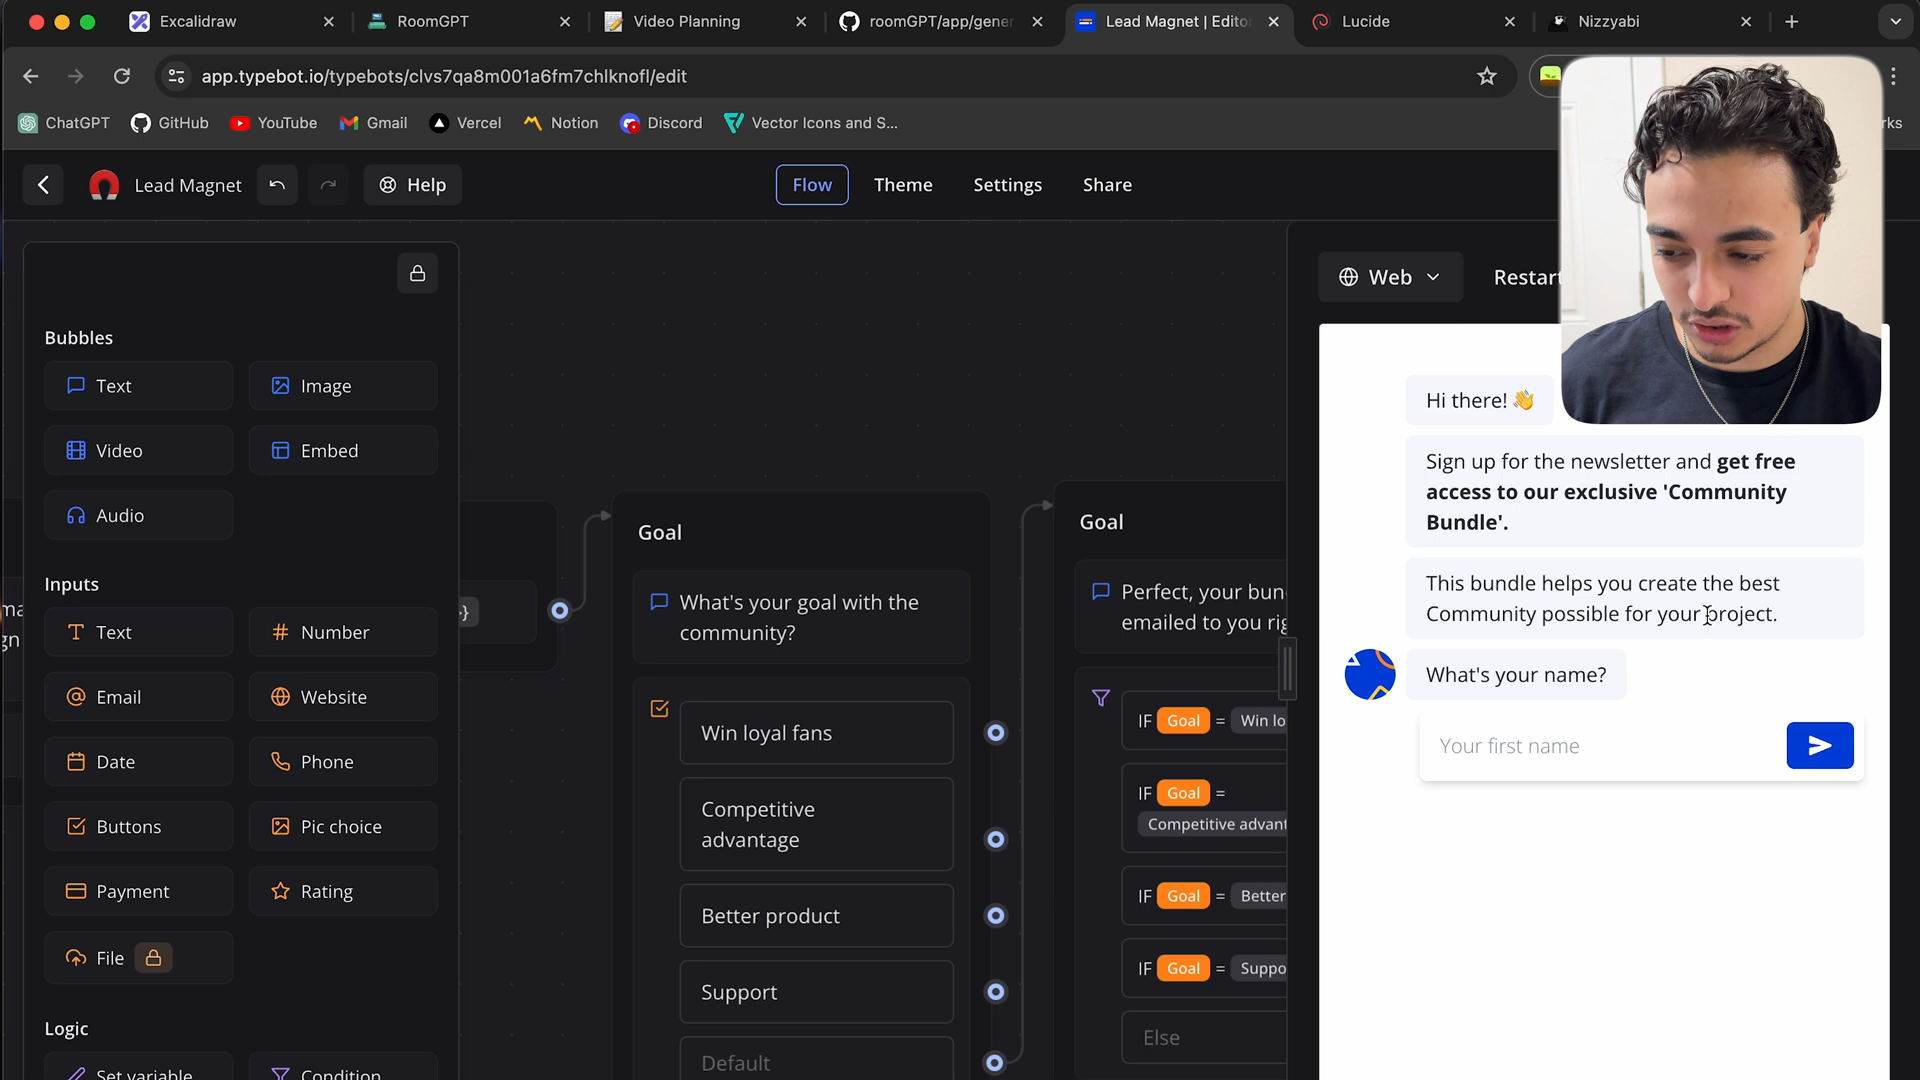 Excalidraw
RoomGPT
Video Planning
roomGPT/app/gener
Lead Magnet | Edito
Lucide
Nizzyabi
app.typebot.io/typebots/clvs7qa8m001a6fm7chlknofl/edit
ChatGPT
GitHub
YouTube
Gmail
Vercel
Notion
Discord
Vector Icons and S...
rks
Lead Magnet
Help
Flow
Theme
Settings
Share
Bubbles
Text
Image
Video
Embed
Audio
Inputs
Text
Number
Email
Website
Date
Phone
Buttons
Pic choice
Payment
Rating
File
Logic
Set variable
Condition
Goal
What's your goal with the
community?
Win loyal fans
Competitive
advantage
Better product
Support
Default
Goal
Perfect, your bun
emailed to you rig
IF Goal = Win lo
IF Goal =
Competitive advant
IF Goal = Better
IF Goal = Suppo
Else
Web
Restart
Hi there! 👋
Sign up for the newsletter and get free
access to our exclusive 'Community
Bundle'.
This bundle helps you create the best
Community possible for your project.
What's your name?
Your first name